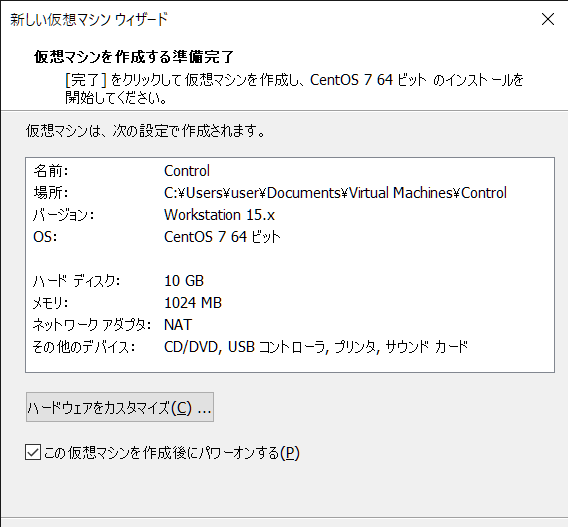 新しい仮想マシン ウィザード
仮想マシンを作成する準備完了
[完了] をクリックして仮想マシンを作成し、CentOS 7 64 ビット のインストールを
開始してください。
仮想マシンは、次の設定で作成されます。
名前: Control
場所: C:¥Users¥user¥Documents¥Virtual Machines¥Control
バージョン: Workstation 15.x
OS: CentOS 7 64 ビット
ハード ディスク: 10 GB
メモリ: 1024 MB
ネットワーク アダプタ: NAT
その他のデバイス: CD/DVD, USB コントローラ, プリンタ, サウンド カード
ハードウェアをカスタマイズ(C) ...
この仮想マシンを作成後にパワーオンする(P)